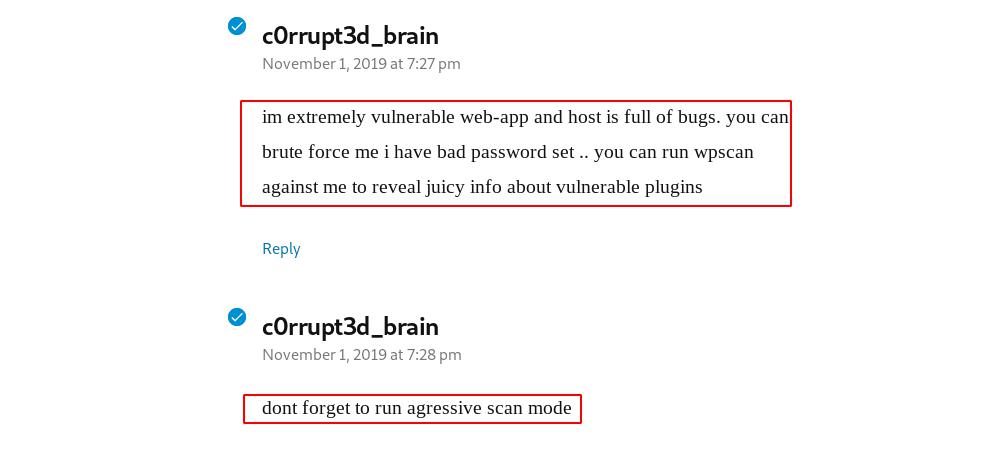 c0rrupt3d_brain
November 1, 2019 at 7:27 pm
im extremely vulnerable web-app and host is full of bugs. you can
brute force me i have bad password set .. you can run wpscan
against me to reveal juicy info about vulnerable plugins
Reply
c0rrupt3d_brain
November 1, 2019 at 7:28 pm
dont forget to run agressive scan mode